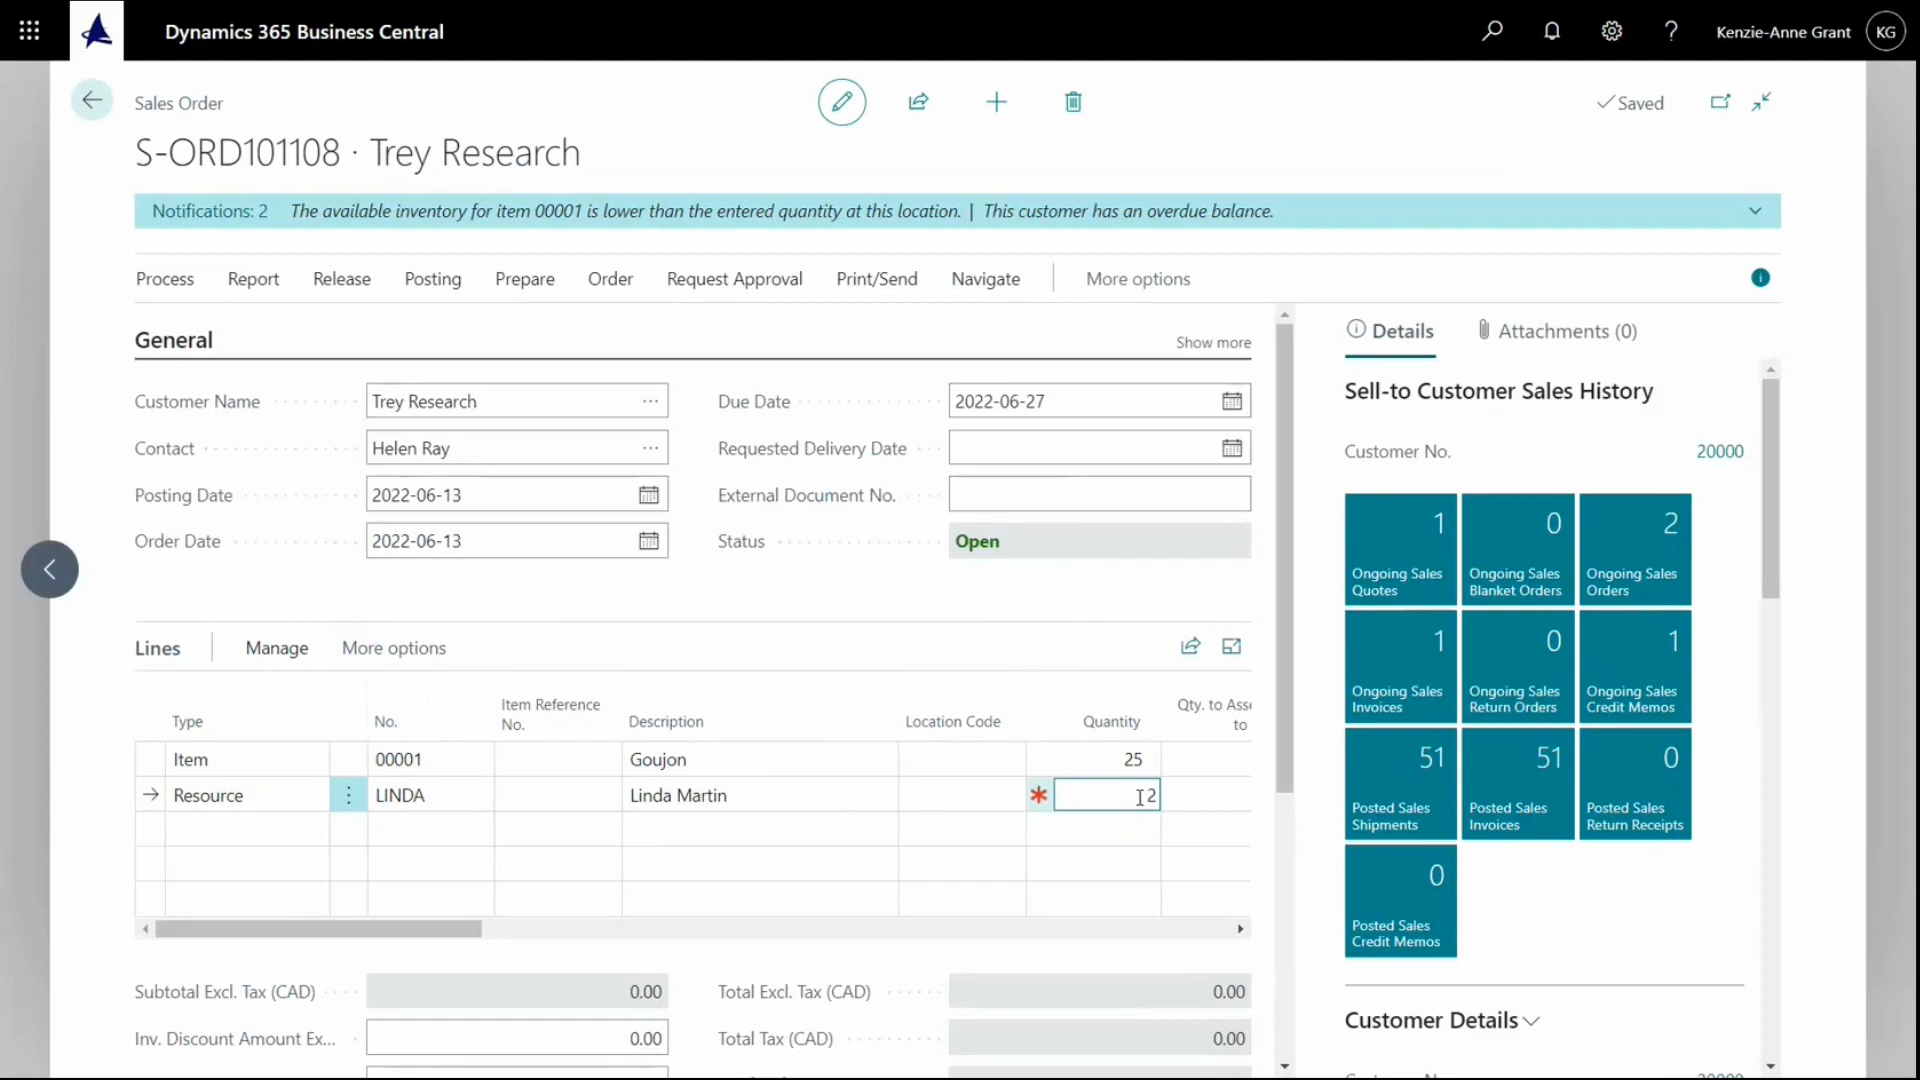 Dynamics 365 Business Central
Kenzie-Anne Grant
KG
Sales Order
Saved
S-ORD101108 · Trey Research
Notifications: 2 The available inventory for item 00001 is lower than the entered quantity at this location. | This customer has an overdue balance.
Process Report Release Posting Prepare Order Request Approval Print/Send Navigate More options
General
Show more
Customer Name Trey Research
Contact Helen Ray
Posting Date 2022-06-13
Order Date 2022-06-13
Due Date 2022-06-27
Requested Delivery Date
External Document No.
Status Open
Lines Manage More options
Type No. Item Reference No. Description Location Code Quantity Qty. to Asse to
Item 00001 Goujon 25
Resource LINDA Linda Martin * 2
Subtotal Excl. Tax (CAD) 0.00
Inv. Discount Amount Ex... 0.00
Total Excl. Tax (CAD) 0.00
Total Tax (CAD) 0.00
Details Attachments (0)
Sell-to Customer Sales History
Customer No. 20000
1
Ongoing Sales
Quotes
0
Ongoing Sales
Blanket Orders
2
Ongoing Sales
Orders
1
Ongoing Sales
Invoices
0
Ongoing Sales
Return Orders
1
Ongoing Sales
Credit Memos
51
Posted Sales
Shipments
51
Posted Sales
Invoices
0
Posted Sales
Return Receipts
0
Posted Sales
Credit Memos
Customer Details